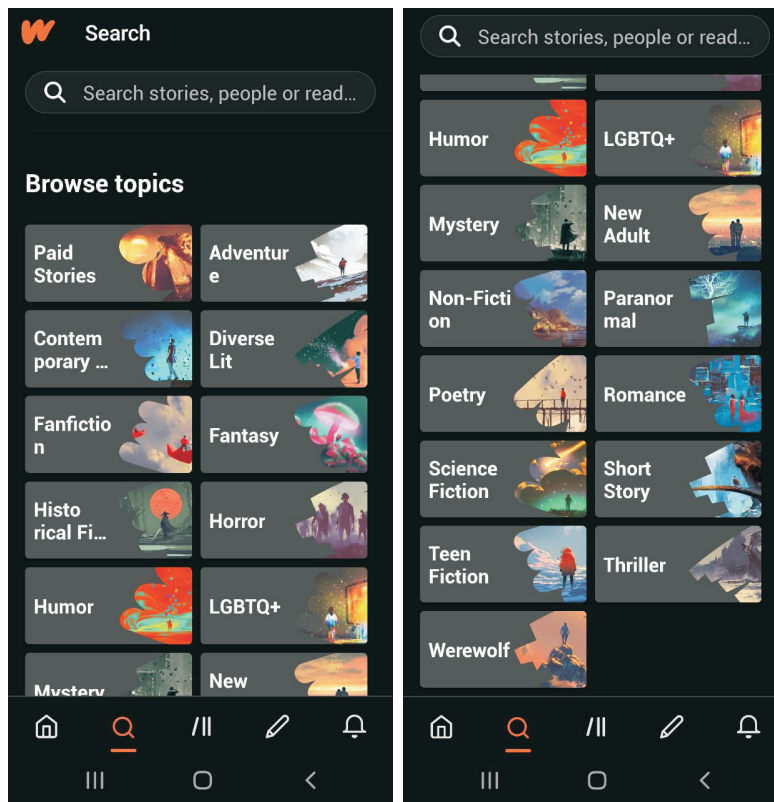 Search
Search stories, people or read...
Browse topics
Paid
Stories
Adventur
e
Contem
porary ...
Diverse
Lit
Fanfictio
n
Fantasy
Histo
rical Fi...
Horror
Humor
LGBTQ+
Mystery
New
Search stories, people or read...
Humor
LGBTQ+
Mystery
New
Adult
Non-Ficti
on
Paranor
mal
Poetry
Romance
Science
Fiction
Short
Story
Teen
Fiction
Thriller
Werewolf